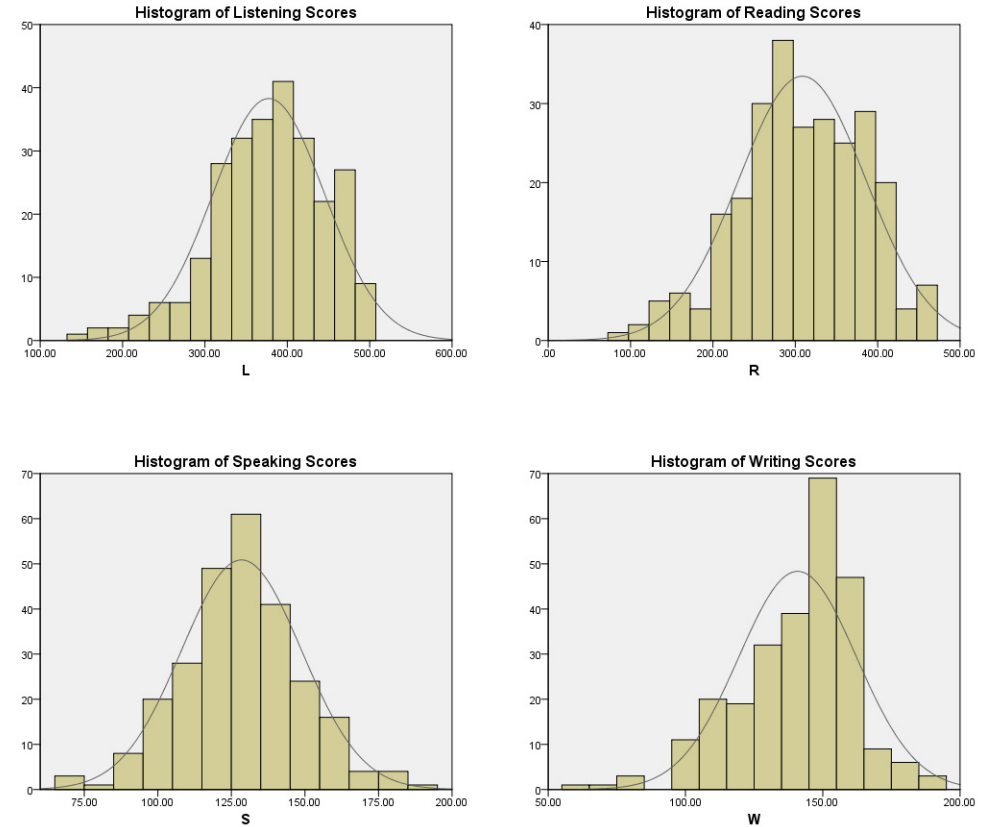 Histogram of Listening Scores
50
40
30
20
10
0
100.00 200.00 300.00 400.00 500.00 600.00
L
Histogram of Reading Scores
40
30
20
10
0
.00 100.00 200.00 300.00 400.00 500.00
R
Histogram of Speaking Scores
70
60
50
40
30
20
10
0
75.00 100.00 125.00 150.00 175.00 200.00
S
Histogram of Writing Scores
70
60
50
40
30
20
10
0
50.00 100.00 150.00 200.00
W